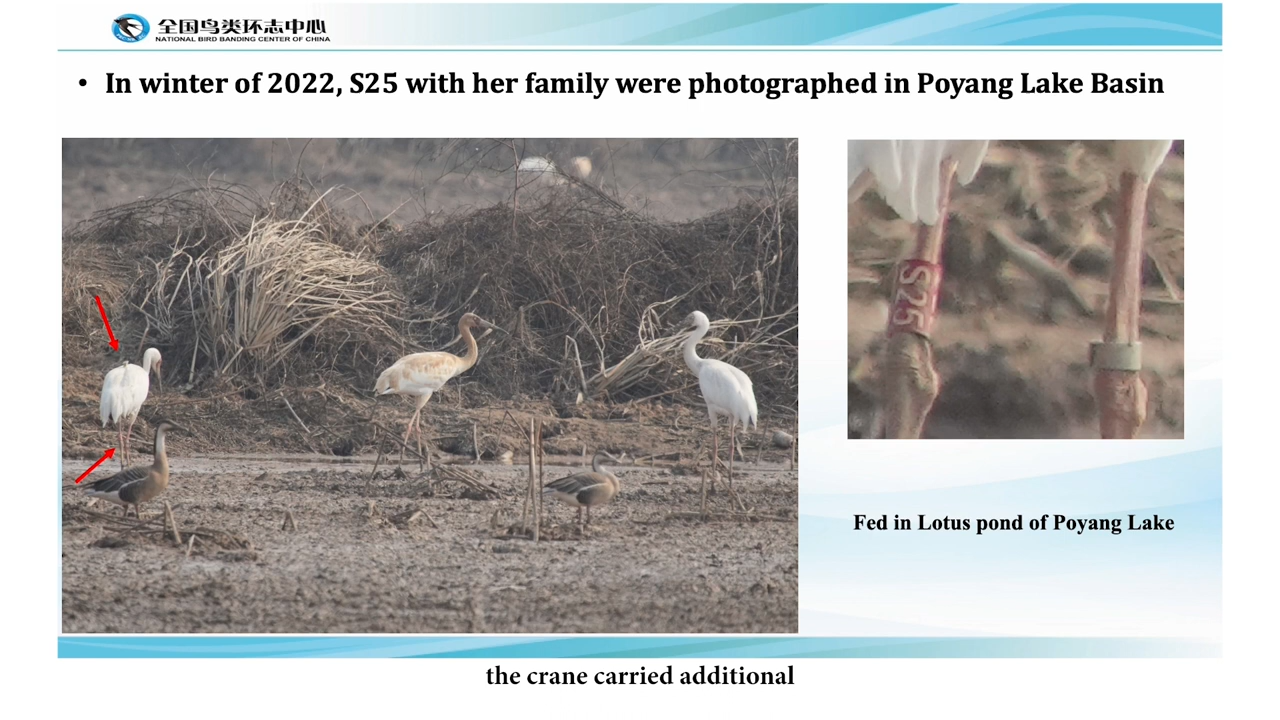 全国鸟类环志中心
NATIONAL BIRD BANDING CENTER OF CHINA
• In winter of 2022, S25 with her family were photographed in Poyang Lake Basin
S25
Fed in Lotus pond of Poyang Lake
the crane carried additional